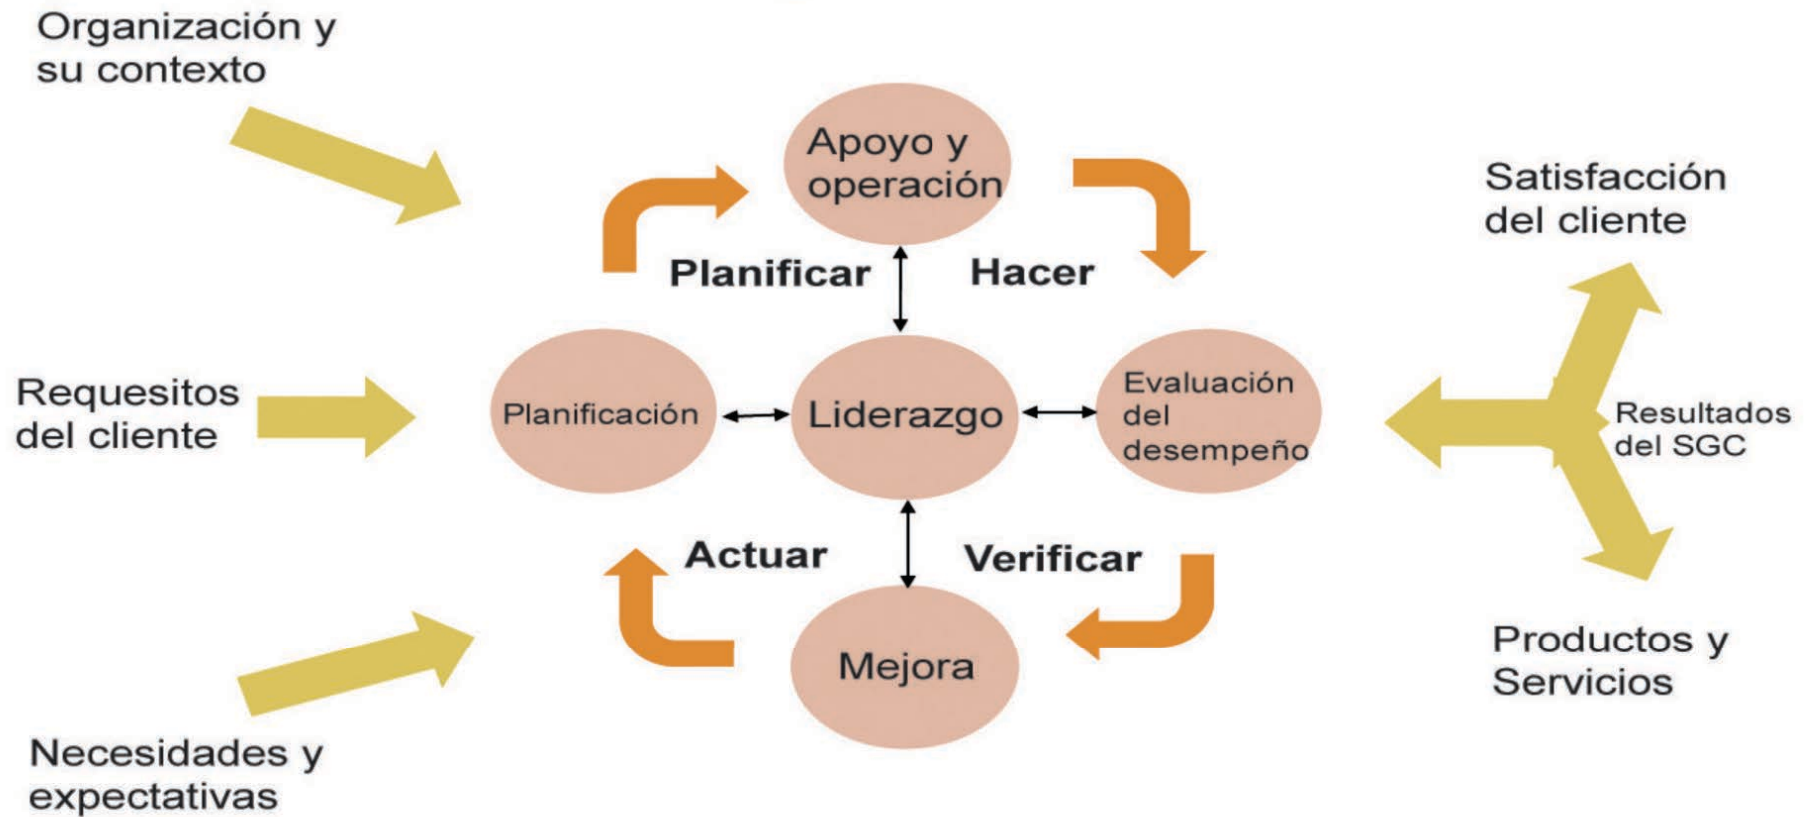 Organización y
su contexto
Apoyo y
operación
Satisfacción
del cliente
Planificar
Hacer
Requesitos
del cliente
Planificación
Liderazgo
Evaluación
del
desempeño
Resultados
del SGC
Actuar
Verificar
Mejora
Productos y
Servicios
Necesidades y
expectativas